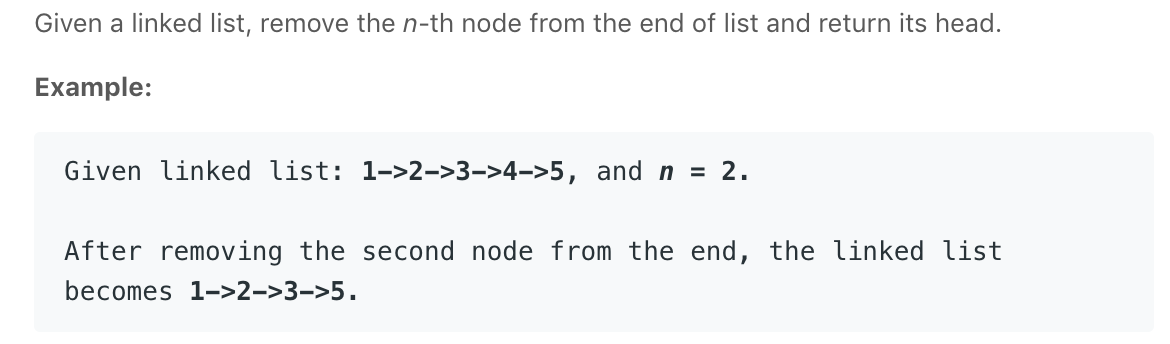 Given a linked list, remove the n-th node from the end of list and return its head.
Example:
Given linked list: 1->2->3->4->5, and n = 2.
After removing the second node from the end, the linked list
becomes 1->2->3->5.